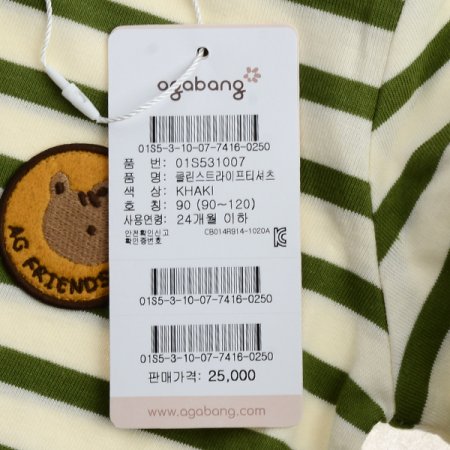 agabang
01S5-3-10-07-7416-0250
품 번: 01S531007
품 명: 클린스트라이프티셔츠
색 상: KHAKI
호 칭: 90 (90~120)
사용연령: 24개월 이하
안전확인신고
확인증번호 CB014R914-1020A
01S5-3-10-07-7416-0250
01S5-3-10-07-7416-0250
판매가격: 25,000
www.agabang.com
AG FRIENDS